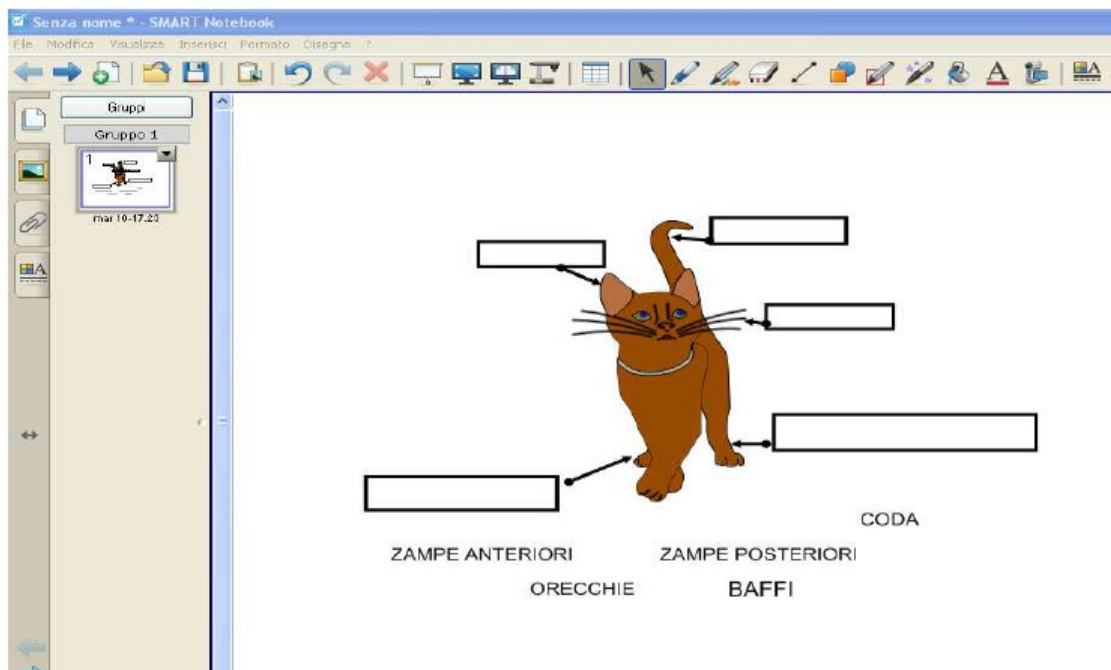 Senza nome * - SMART Notebook
File Modifica Visualizza Inserisci Formato Disegna ?
Gruppi
Gruppo 1
1
mar 10-17.23
CODA
ZAMPE ANTERIORI ZAMPE POSTERIORI
ORECCHIE BAFFI